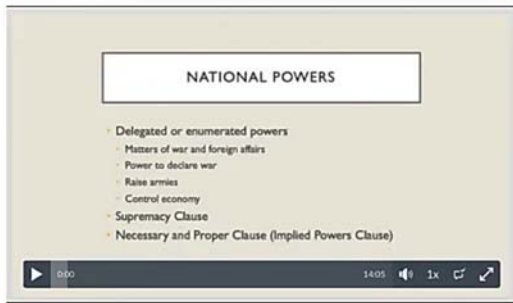 NATIONAL POWERS
Delegated or enumerated powers
Matters of war and foreign affairs
Power to declare war
Raise armies
Control economy
Supremacy Clause
Necessary and Proper Clause (Implied Powers Clause)
0:00 14:05 1x